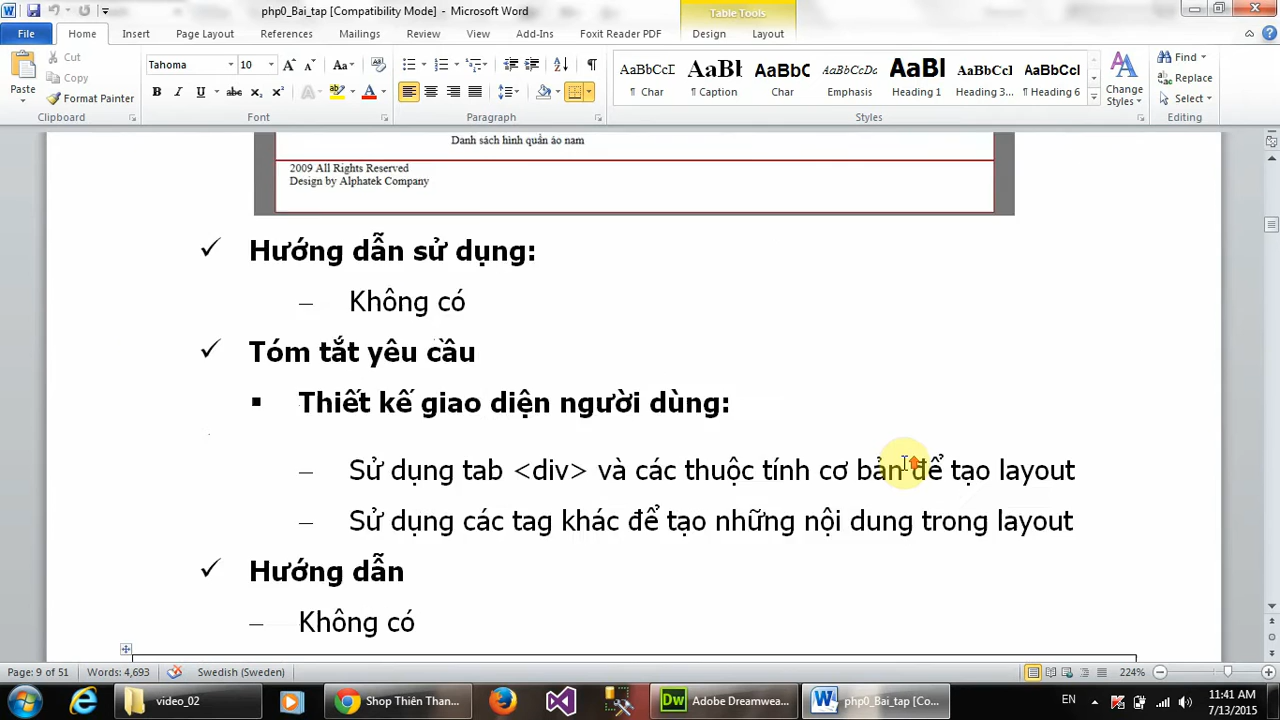 php0_Bai_tap [Compatibility Mode] - Microsoft Word
Table Tools
File Home Insert Page Layout References Mailings Review View Add-Ins Foxit Reader PDF Design Layout
Cut
Copy
Format Painter
Paste
Clipboard
Tahoma 10
Font
Paragraph
AaBbCcI AaBl AaBbC AaBbCcDc AaBl AaBbCcI AaBbCc
¶ Char ¶ Caption Char Emphasis Heading 1 ¶ Heading 3... ¶ Heading 6
Change Styles
Styles
Find
Replace
Select
Editing
Danh sách hình quần áo nam
2009 All Rights Reserved
Design by Alphatek Company
Hướng dẫn sử dụng:
Không có
Tóm tắt yêu cầu
Thiết kế giao diện người dùng:
Sử dụng tab <div> và các thuộc tính cơ bản để tạo layout
Sử dụng các tag khác để tạo những nội dung trong layout
Hướng dẫn
Không có
Page: 9 of 51 Words: 4,693 Swedish (Sweden) 224%
video_02 Shop Thiên Than... Adobe Dreamwea... php0_Bai_tap [Co... EN 11:41 AM
7/13/2015